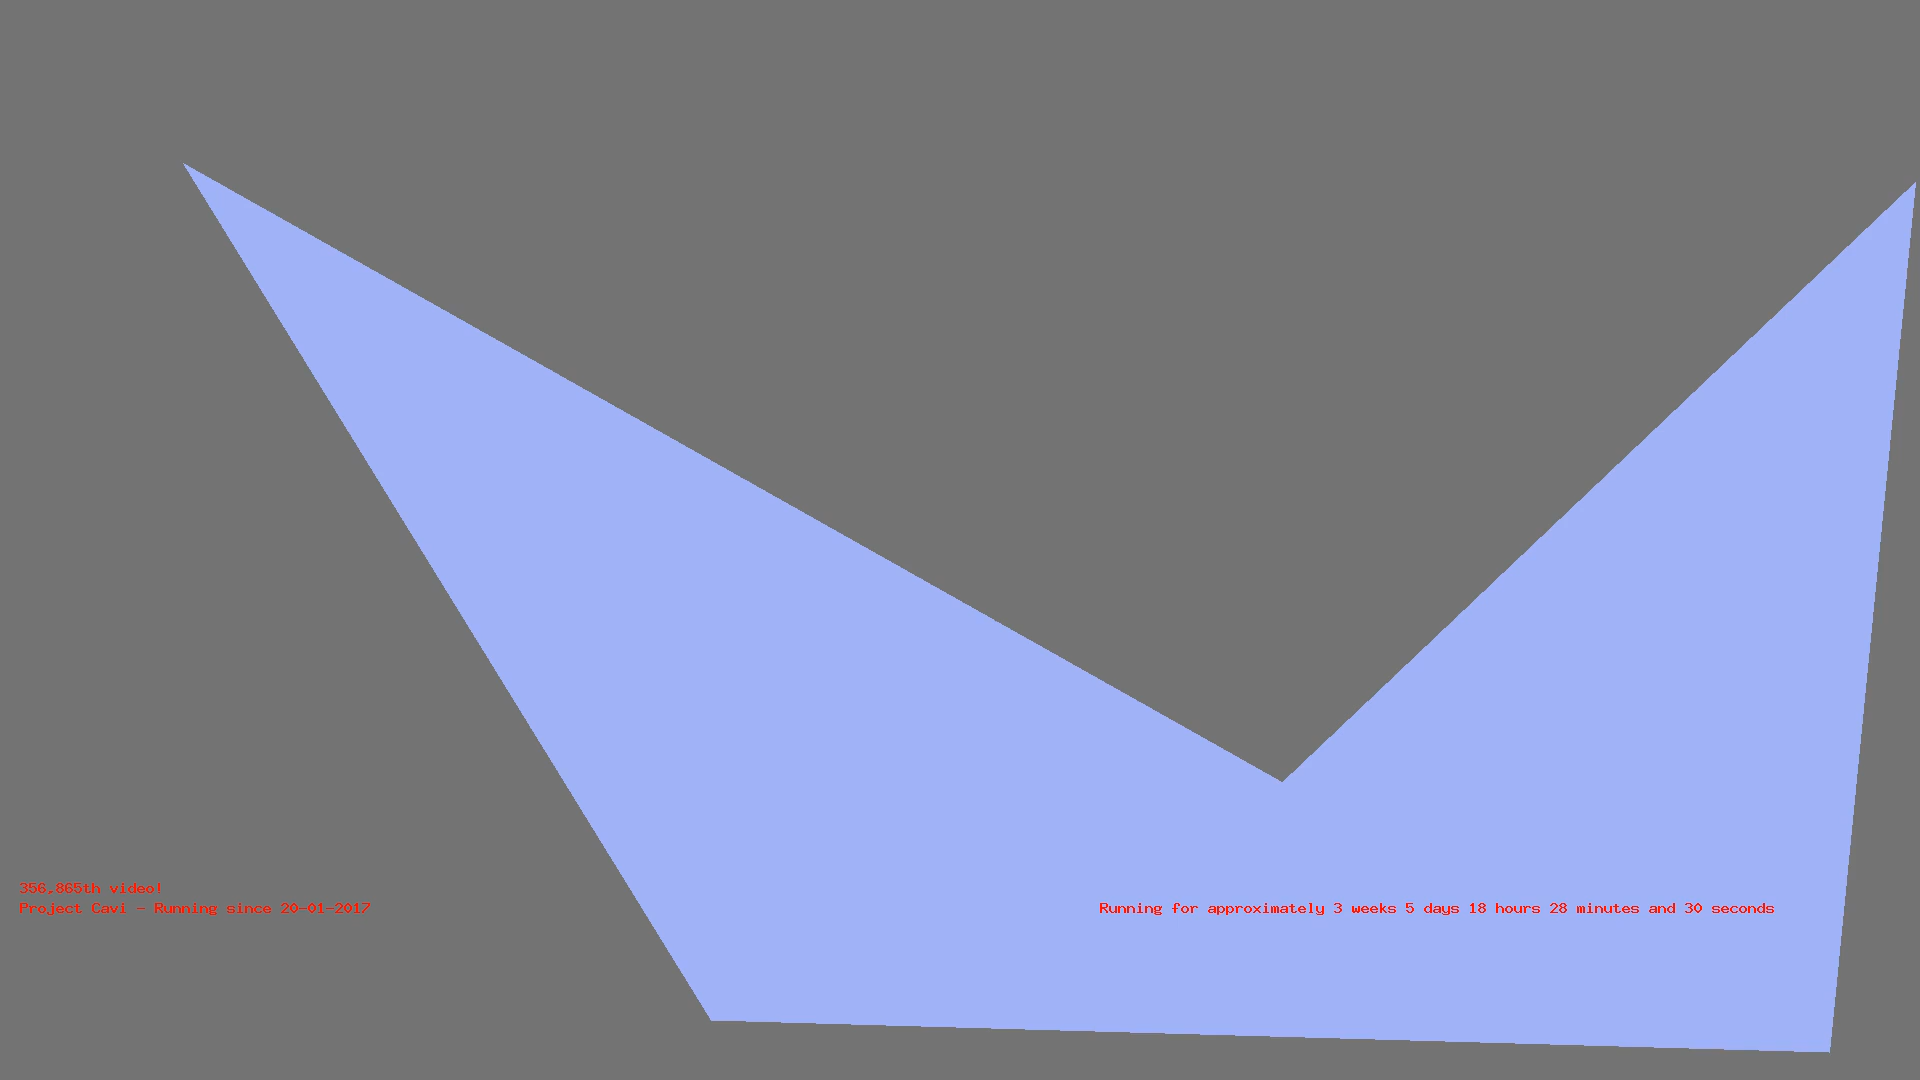 356,865th video!
Project Cavi - Running since 20-01-2017
Running for approximately 3 weeks 5 days 18 hours 28 minutes and 30 seconds